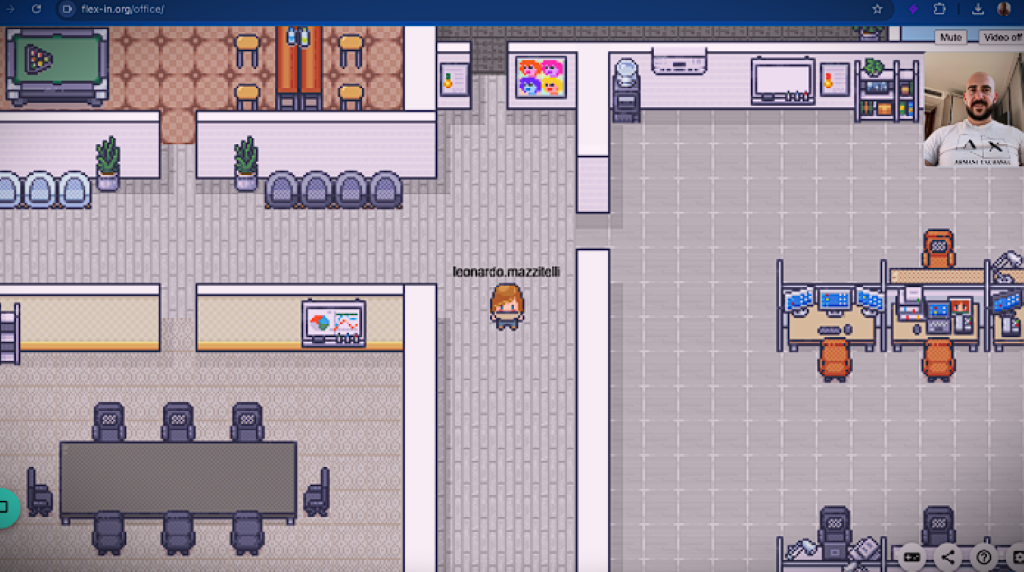 flex-in.org/office/
Mute
Video off
ARMANI EXCHANGE
leonardo.mazzitelli